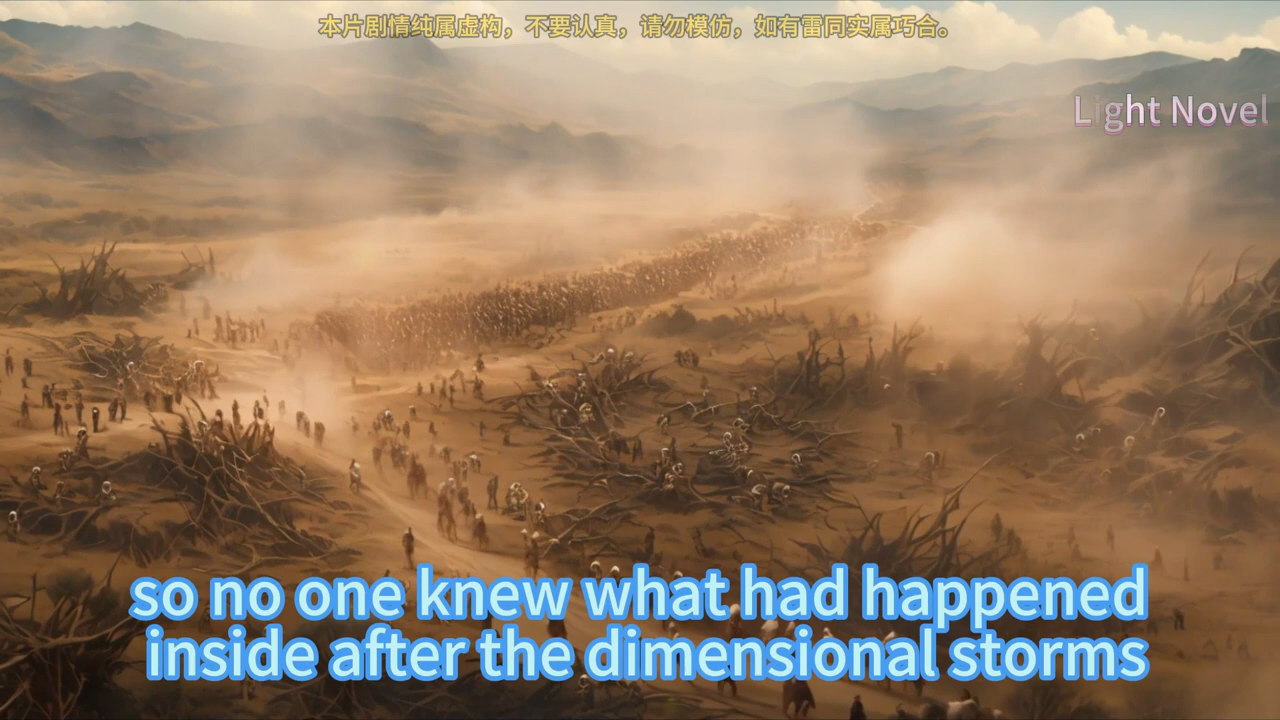 本片剧情纯属虚构，不要认真，请勿模仿，如有雷同实属巧合。
Light Novel
so no one knew what had happened
inside after the dimensional storms